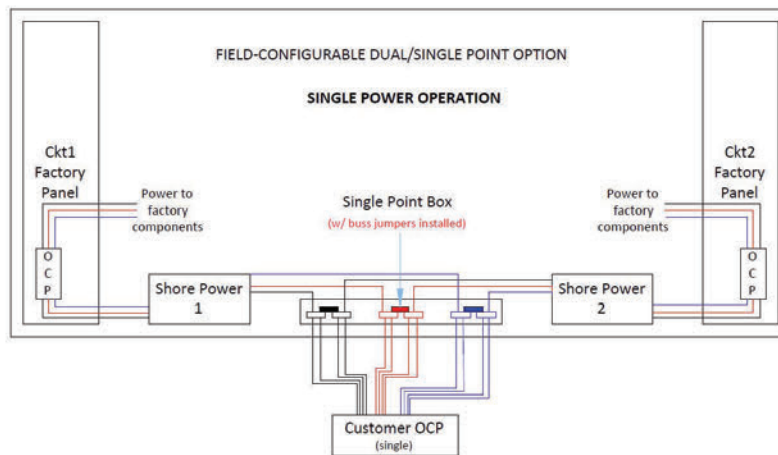 FIELD-CONFIGURABLE DUAL/SINGLE POINT OPTION
SINGLE POWER OPERATION
Ckt1
Factory
Panel
Power to
factory
components
O
C
P
Shore Power
1
Single Point Box
(w/ buss jumpers installed)
Ckt2
Factory
Panel
Power to
factory
components
O
C
P
Shore Power
2
Customer OCP
(single)